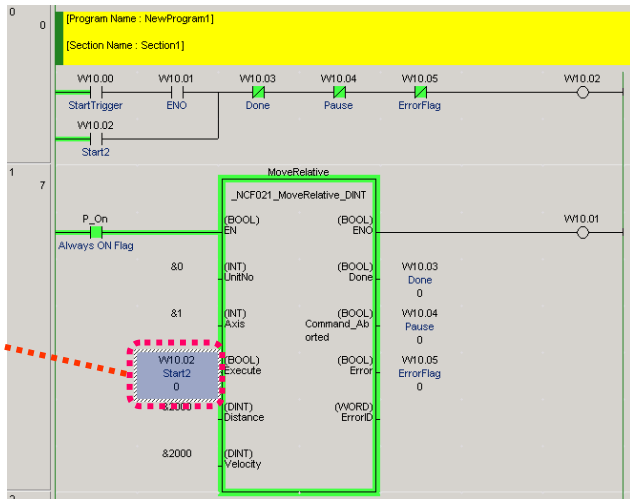 0
0
[Program Name : NewProgram1]
[Section Name : Section1]
W10.00 W10.01 W10.03 W10.04 W10.05 W10.02
StartTrigger ENO Done Pause ErrorFlag
W10.02
Start2
1
7
MoveRelative
_NCF021_MoveRelative_DINT
P_On (BOOL) (BOOL) W10.01
EN ENO
Always ON Flag
&0 (INT) (BOOL) W10.03
UnitNo Done Done
0
&1 (INT) (BOOL) W10.04
Axis Command_Ab Pause
orted 0
W10.02 (BOOL) (BOOL) W10.05
Start2 Execute Error ErrorFlag
0 0
&2000 (DINT) (WORD)
Distance ErrorID
&2000 (DINT)
Velocity